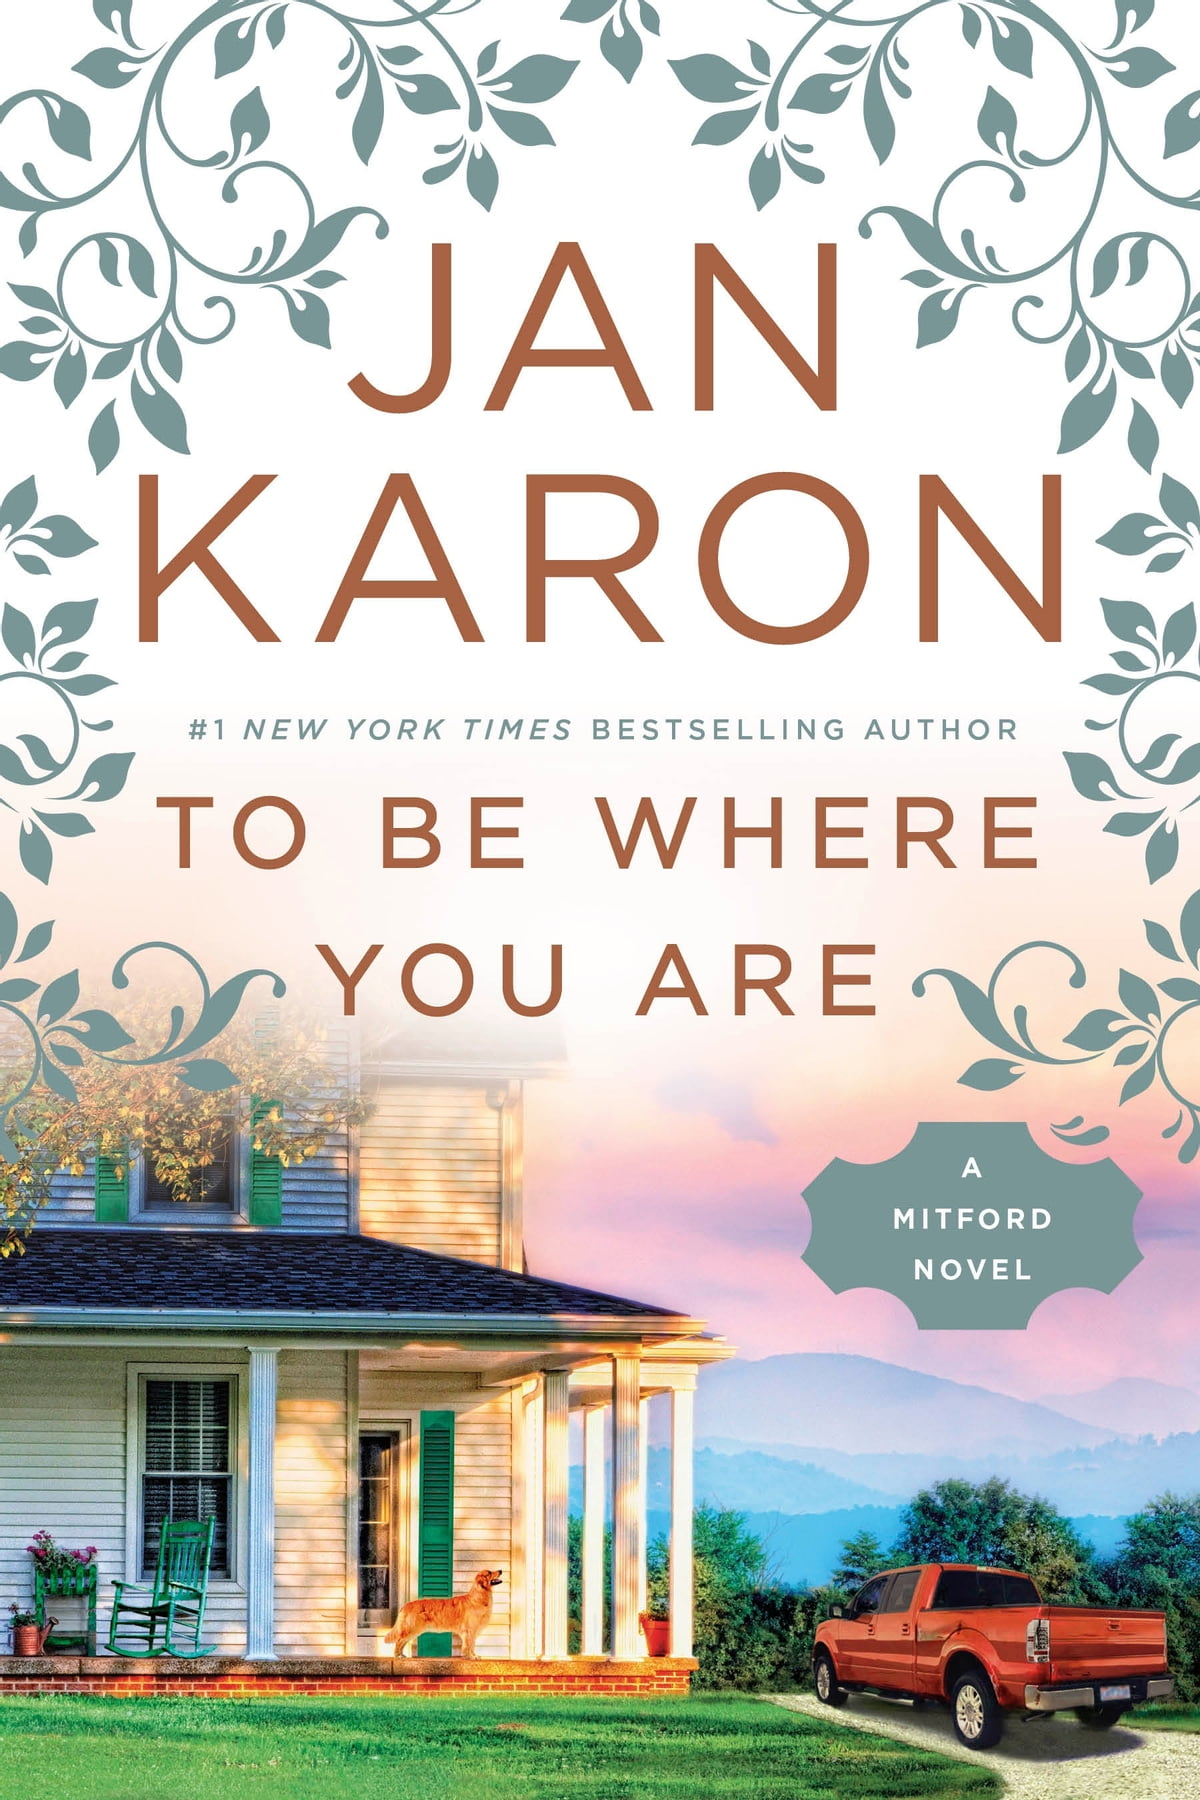 JAN
KARON
#1 NEW YORK TIMES BESTSELLING AUTHOR
TO BE WHERE
YOU ARE
A
MITFORD
NOVEL